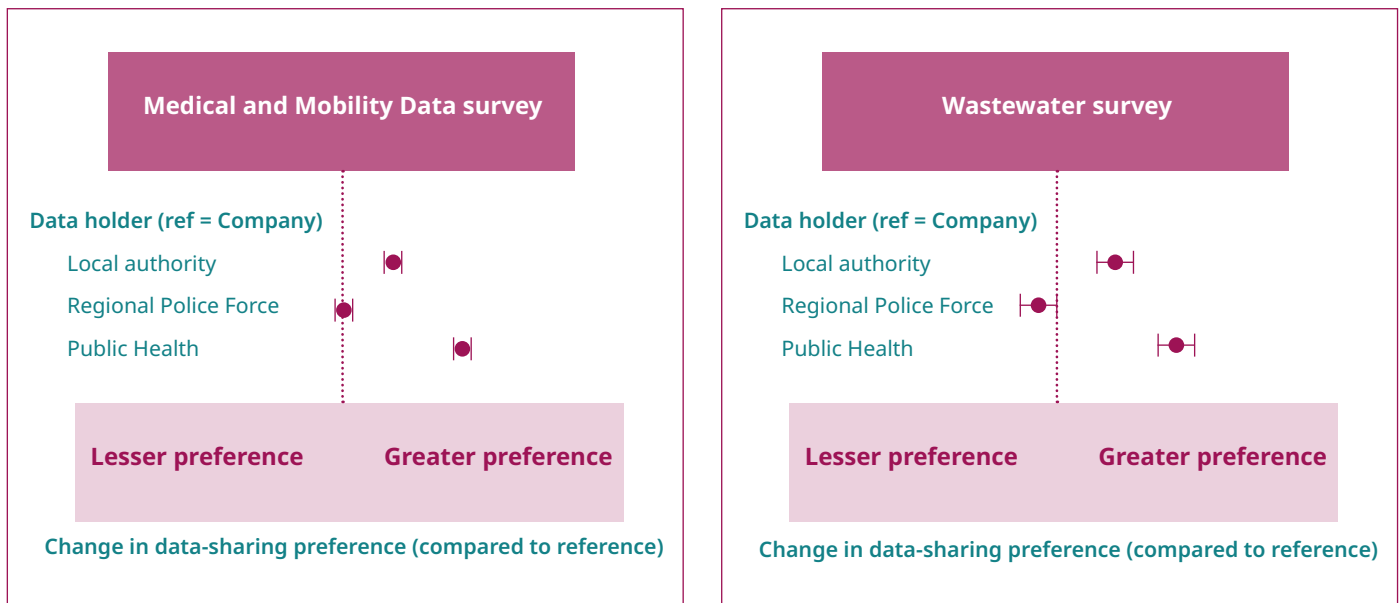 Medical and Mobility Data survey
Data holder (ref = Company)
Local authority
Regional Police Force
Public Health
Lesser preference
Greater preference
Change in data-sharing preference (compared to reference)
Wastewater survey
Data holder (ref = Company)
Local authority
Regional Police Force
Public Health
Lesser preference
Greater preference
Change in data-sharing preference (compared to reference)